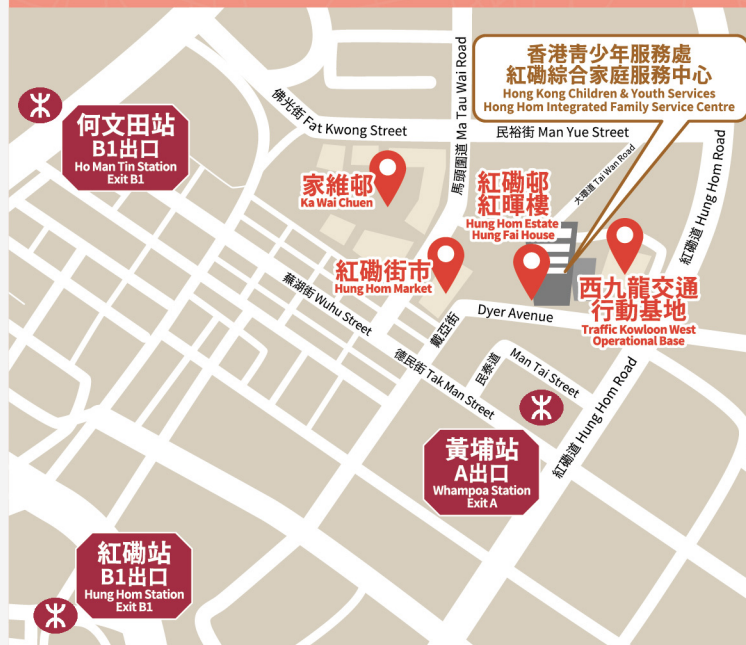 香港青少年服務處
紅磡綜合家庭服務中心
Hong Kong Children & Youth Services
Hong Hom Integrated Family Service Centre
何文田站
B1出口
Ho Man Tin Station
Exit B1
佛光街 Fat Kwong Street
馬頭圍道 Ma Tau Wai Road
民裕街 Man Yue Street
大環道 Tai Wan Road
紅磡道 Hung Hom Road
家維邨
Ka Wai Chuen
紅磡邨
紅暉樓
Hung Hom Estate
Hung Fai House
紅磡街市
Hung Hom Market
西九龍交通
行動基地
Traffic Kowloon West
Operational Base
蕪湖街 Wuhu Street
戴亞街
Dyer Avenue
德民街 Tak Man Street
民泰道
Man Tai Street
紅磡道 Hung Hom Road
黃埔站
A出口
Whampoa Station
Exit A
紅磡站
B1出口
Hung Hom Station
Exit B1